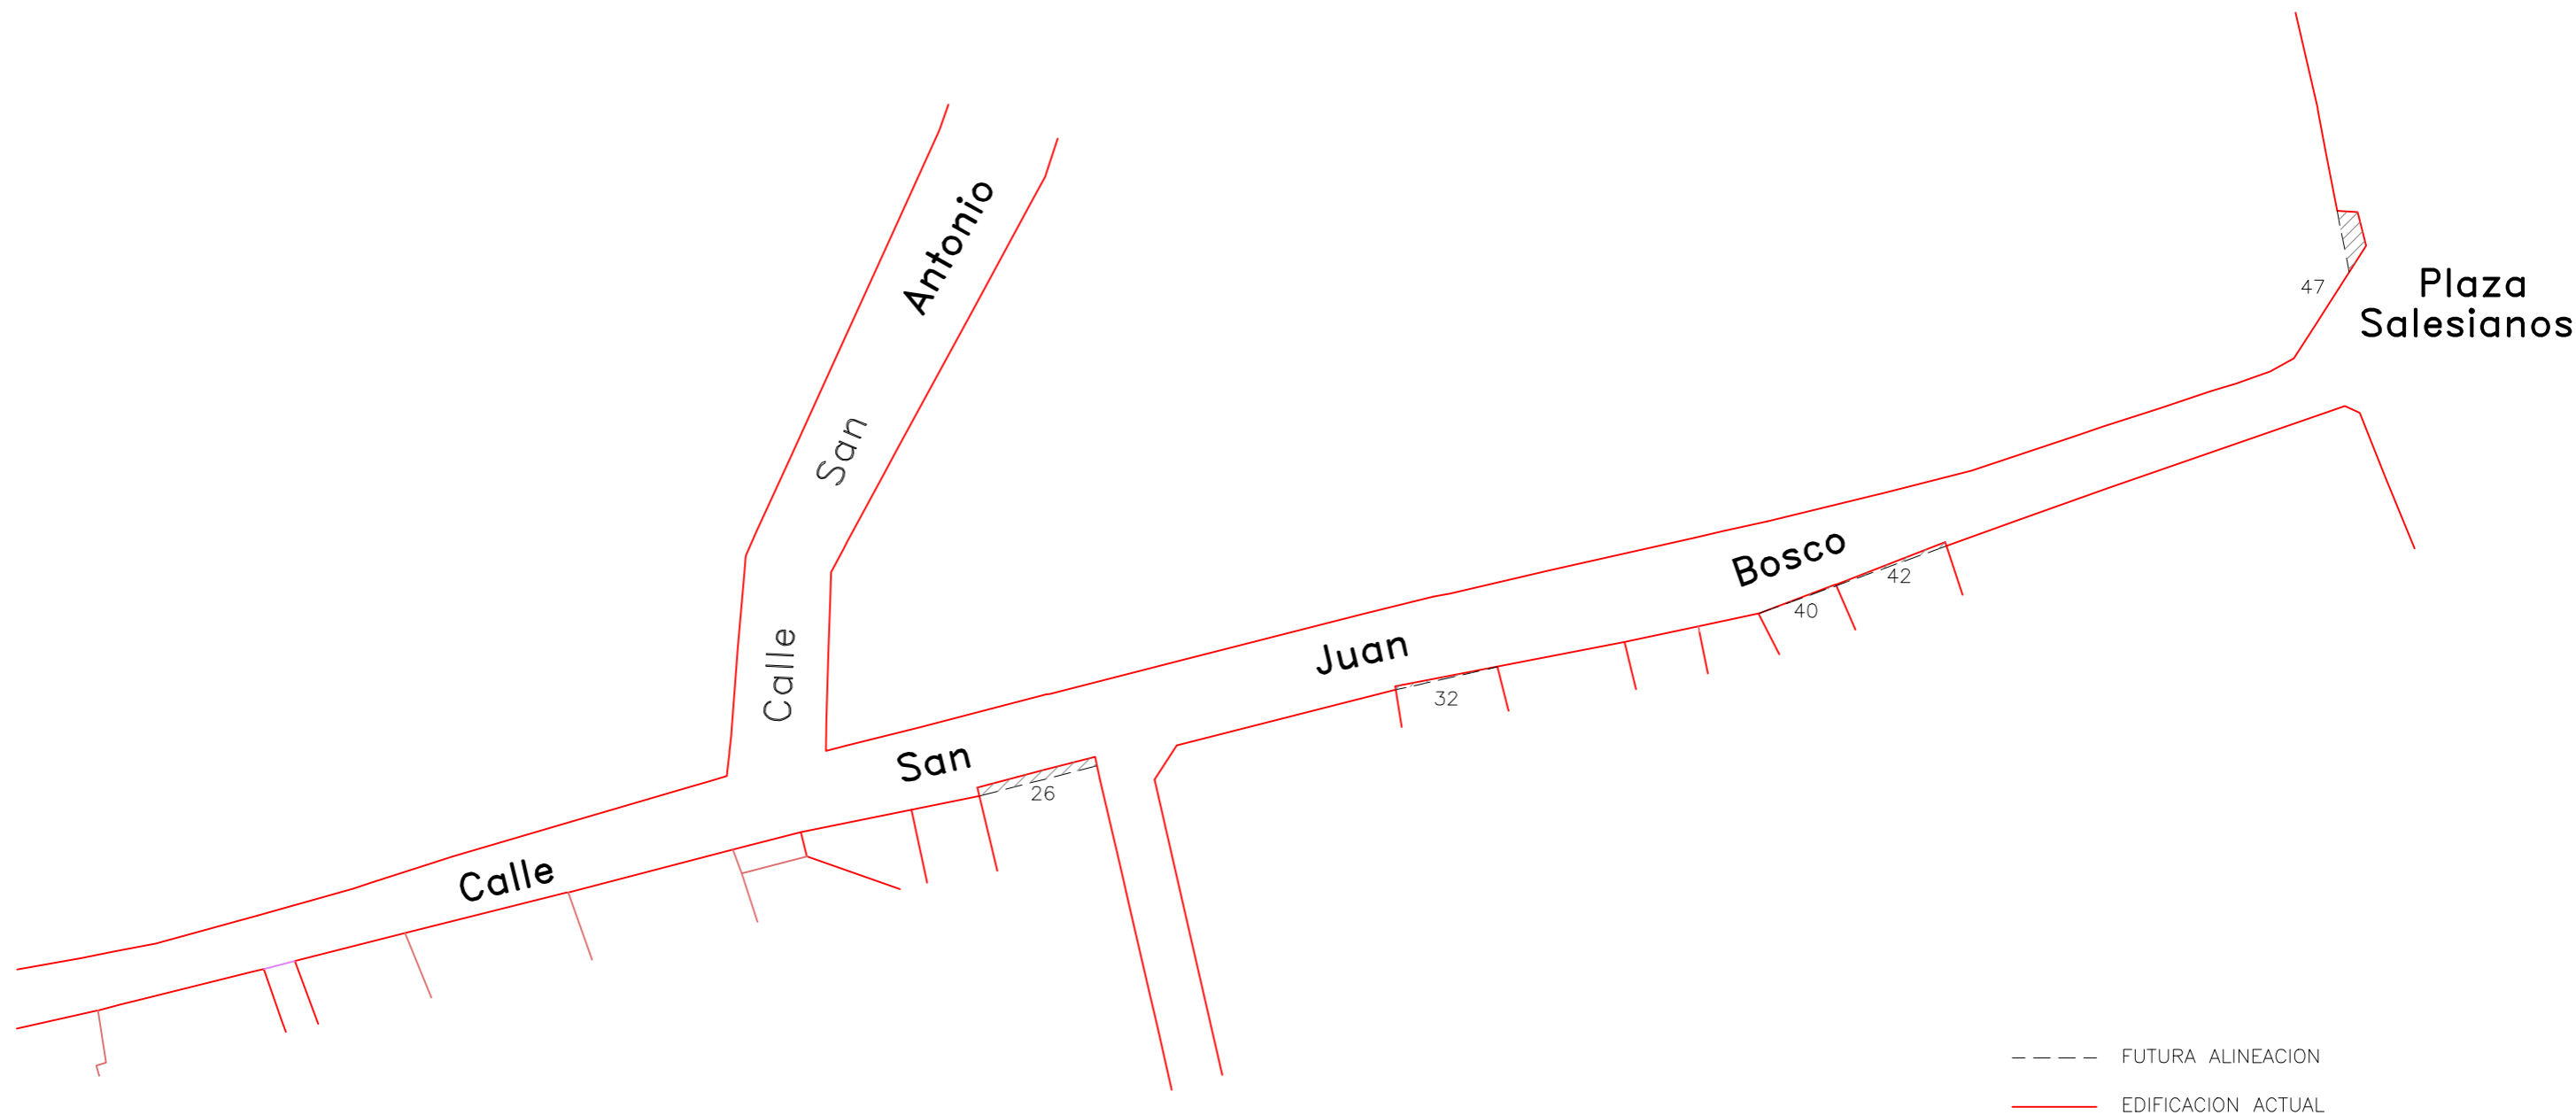 Calle San Antonio
Plaza
Salesianos
47
Calle San Juan Bosco
42
40
32
26
FUTURA ALINEACION
EDIFICACION ACTUAL